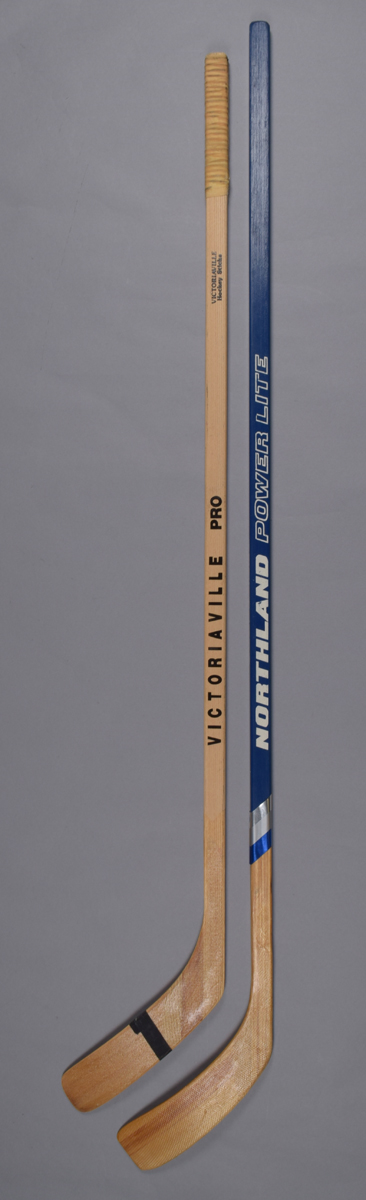 VICTORIAVILLE
Hockey Sticks
VICTORIAVILLE PRO
NORTHLAND POWER LITE